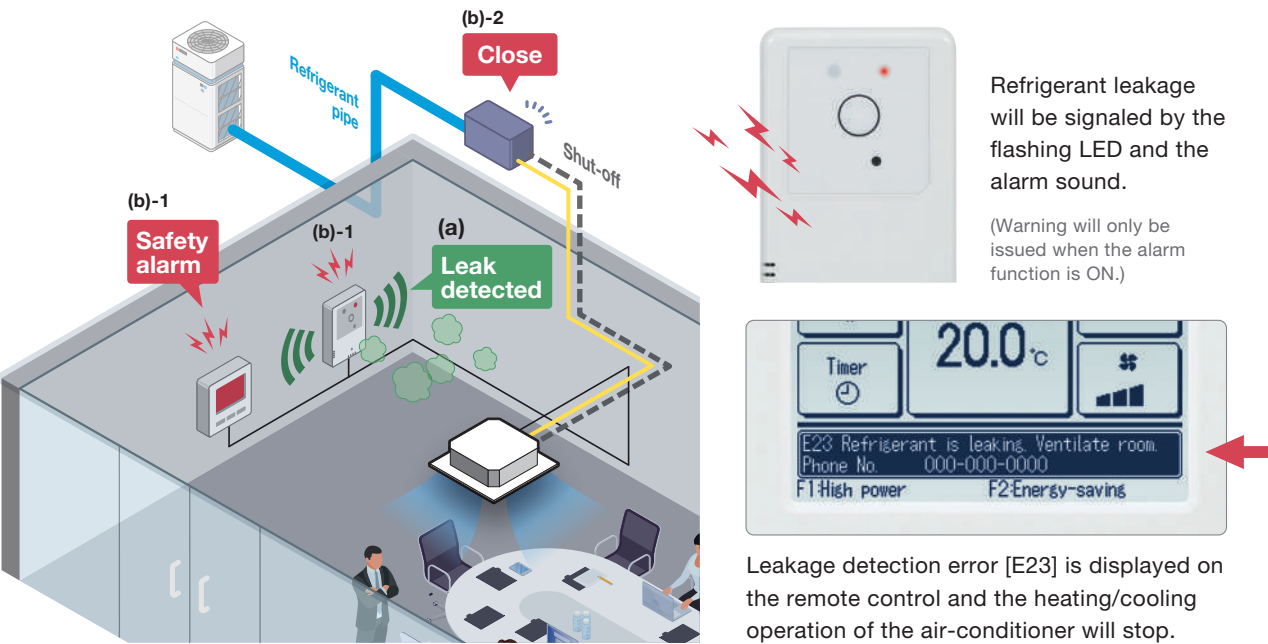 (b)-2
Close
Refrigerant
pipe
Shut-off
(b)-1
Safety
alarm
(b)-1
(a)
Leak
detected
Refrigerant leakage
will be signaled by the
flashing LED and the
alarm sound.
(Warning will only be
issued when the alarm
function is ON.)
Timer
20.0°C
E23 Refrigerant is leaking. Ventilate room.
Phone No. 000-000-0000
F1:High power F2:Energy-saving
Leakage detection error [E23] is displayed on
the remote control and the heating/cooling
operation of the air-conditioner will stop.